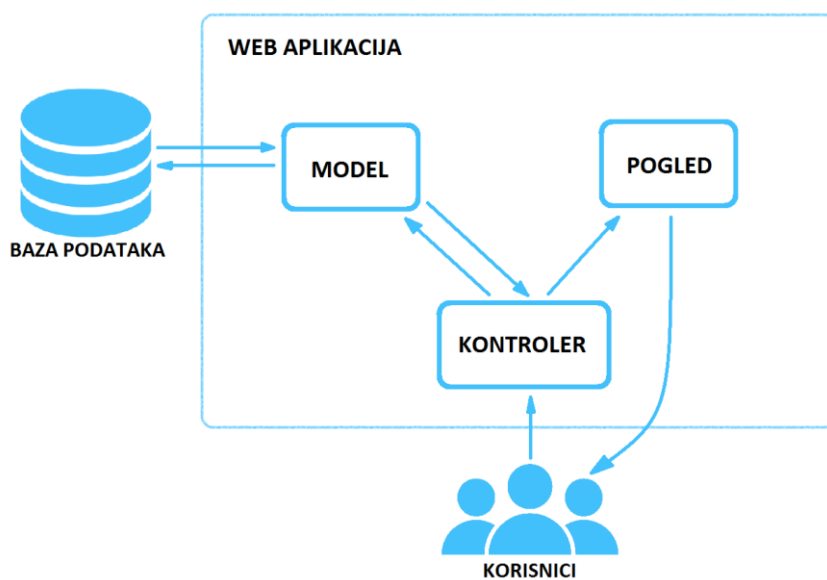 WEB APLIKACIJA
MODEL
POGLED
BAZA PODATAKA
KONTROLER
KORISNICI